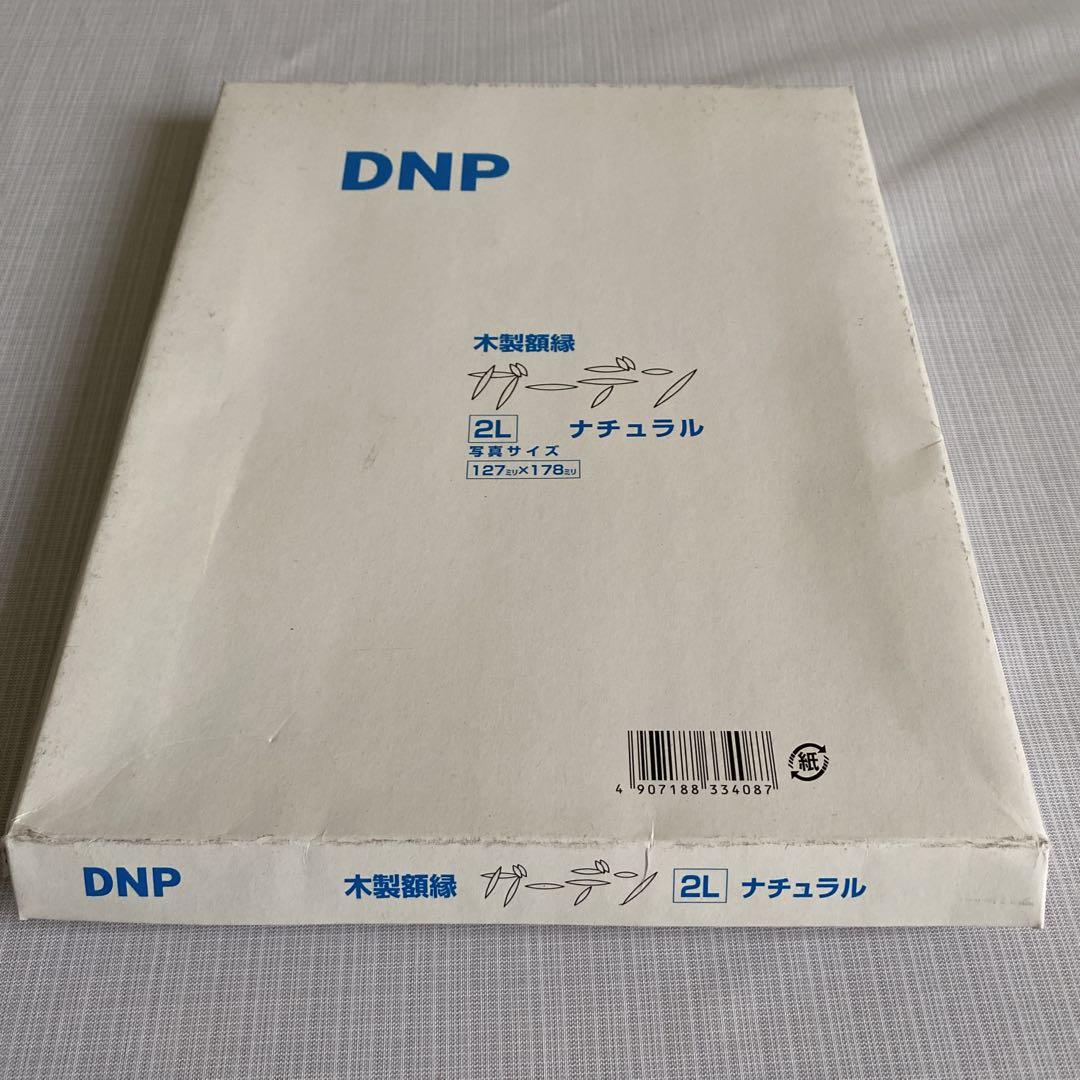 DNP
木製額縁
ガーデン
2L ナチュラル
写真サイズ
127ミリ×178ミリ
4 907188 334087
紙
DNP 木製額縁 ガーデン 2L ナチュラル